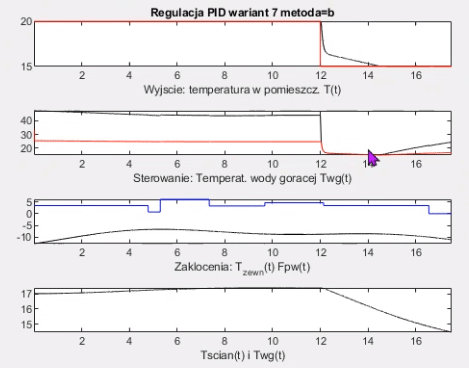 Regulacja PID wariant 7 metoda=b
20
15
2 4 6 8 10 12 14 16
Wyjscie: temperatura w pomieszcz. T(t)
40
30
20
2 4 6 8 10 12 14 16
Sterowanie: Temperat. wody goracej Twg(t)
5
0
-5
-10
2 4 6 8 10 12 14 16
Zaklocenia: Tzewn(t) Fpw(t)
17
16
15
2 4 6 8 10 12 14 16
Tscian(t) i Twg(t)